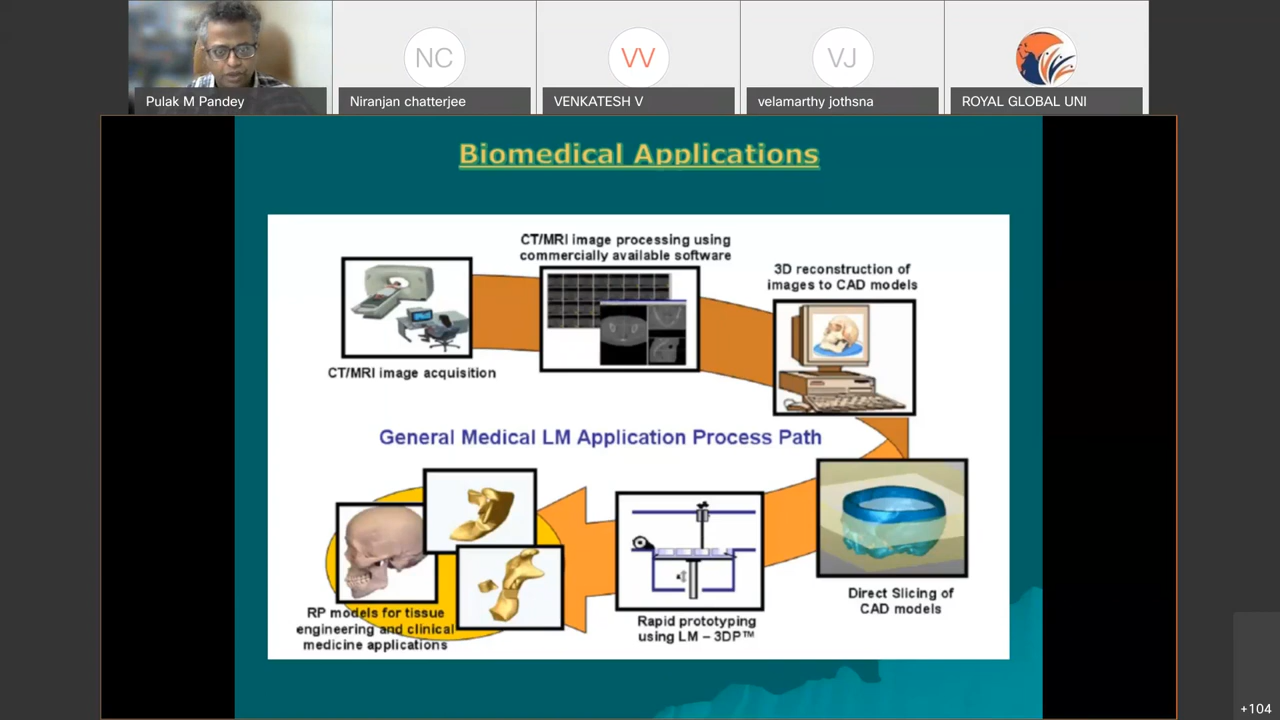 NC
VV
VJ
Pulak M Pandey
Niranjan chatterjee
VENKATESH V
velamarthy jothsna
ROYAL GLOBAL UNI
Biomedical Applications
CT/MRI image processing using
commercially available software
3D reconstruction of
images to CAD models
CT/MRI image acquisition
General Medical LM Application Process Path
Direct Slicing of
CAD models
Rapid prototyping
using LM – 3DP™
RP models for tissue
engineering and clinical
medicine applications
+104